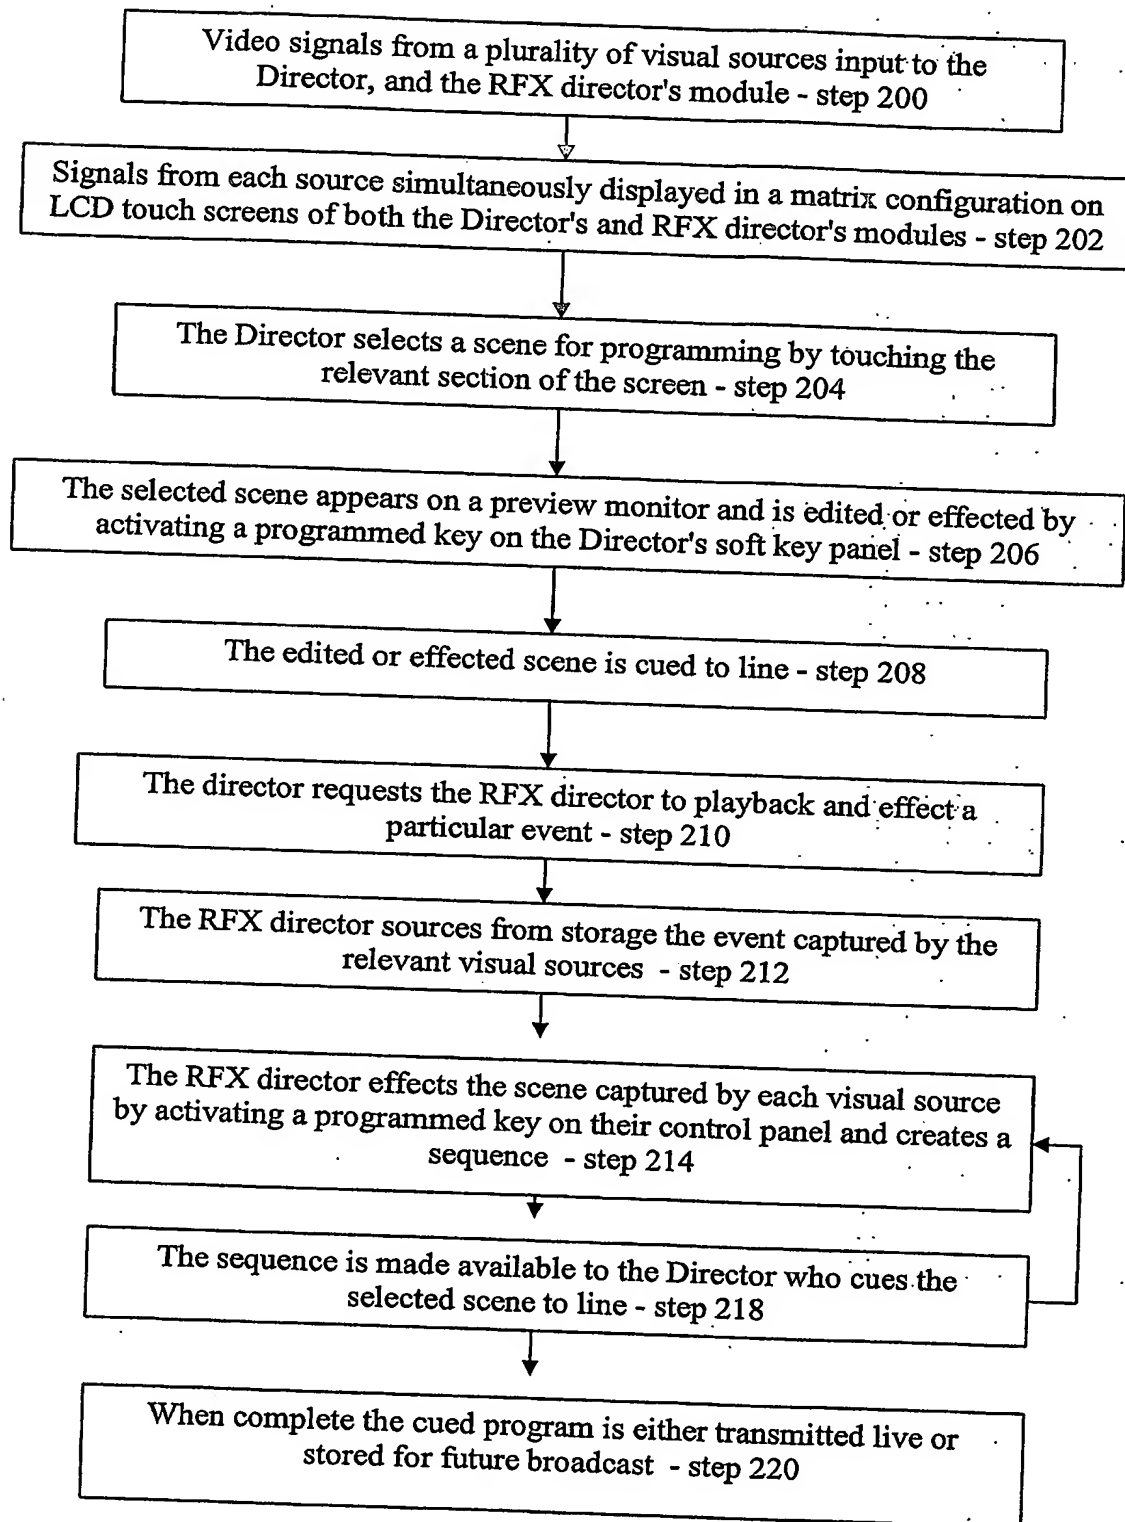 Video signals from a plurality of visual sources input to the
Director, and the RFX director's module - step 200
Signals from each source simultaneously displayed in a matrix configuration on
LCD touch screens of both the Director's and RFX director's modules - step 202
The Director selects a scene for programming by touching the
relevant section of the screen - step 204
The selected scene appears on a preview monitor and is edited or effected by
activating a programmed key on the Director's soft key panel - step 206
The edited or effected scene is cued to line - step 208
The director requests the RFX director to playback and effect a
particular event - step 210
The RFX director sources from storage the event captured by the
relevant visual sources - step 212
The RFX director effects the scene captured by each visual source
by activating a programmed key on their control panel and creates a
sequence - step 214
The sequence is made available to the Director who cues the
selected scene to line - step 218
When complete the cued program is either transmitted live or
stored for future broadcast - step 220